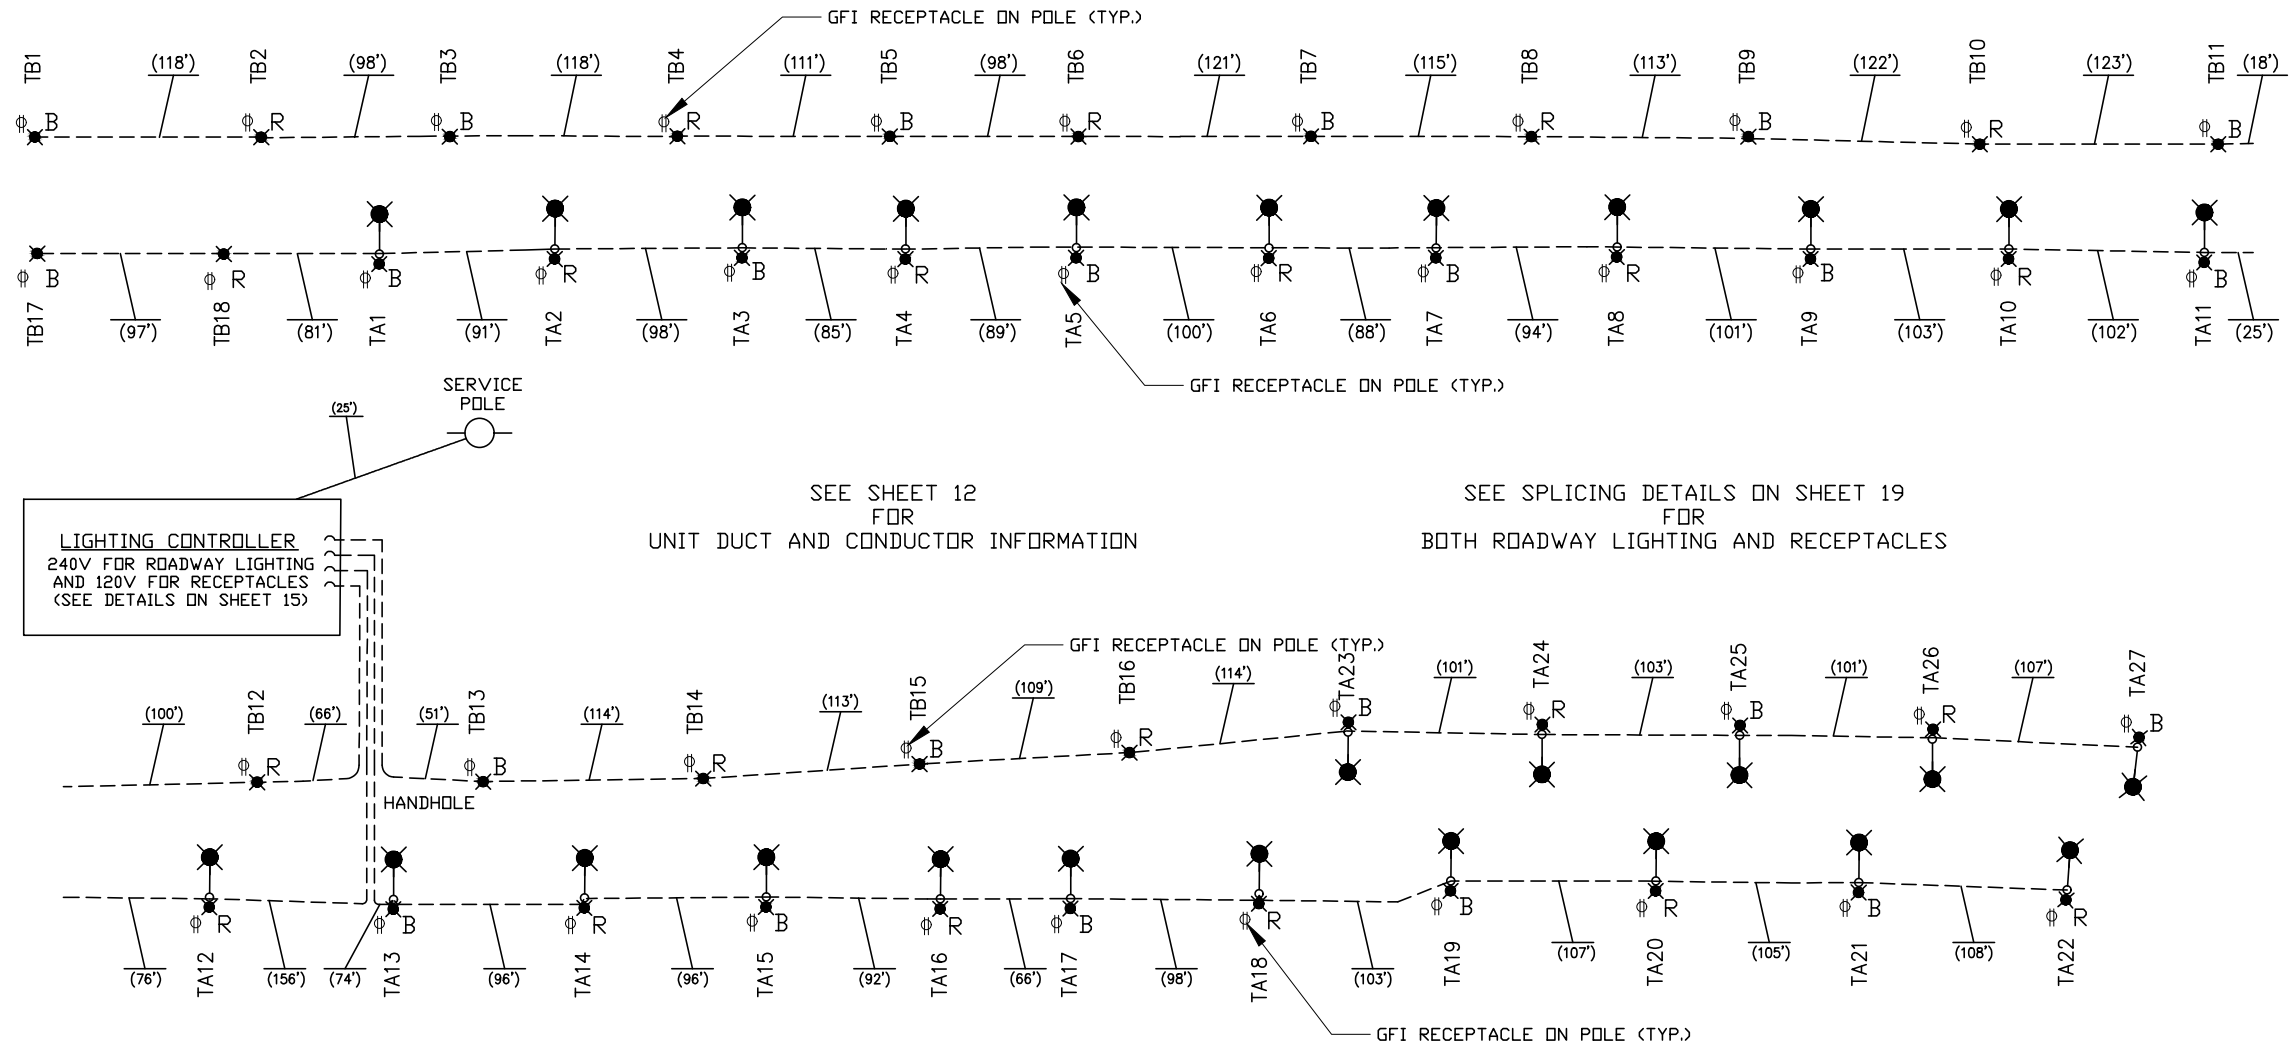 GFI RECEPTACLE ON POLE (TYP.)
TB1 (118') TB2 (98') TB3 (118') TB4 (111') TB5 (98') TB6 (121') TB7 (115') TB8 (113') TB9 (122') TB10 (123') TB11 (18')
B R B R B R B R B R B
B R B R B R B R B R B R B
TB17 (97') TB18 (81') TA1 (91') TA2 (98') TA3 (85') TA4 (89') TA5 (100') TA6 (88') TA7 (94') TA8 (101') TA9 (103') TA10 (102') TA11 (25')
GFI RECEPTACLE ON POLE (TYP.)
SERVICE
POLE
(25')
LIGHTING CONTROLLER
240V FOR ROADWAY LIGHTING
AND 120V FOR RECEPTACLES
(SEE DETAILS ON SHEET 15)
SEE SHEET 12
FOR
UNIT DUCT AND CONDUCTOR INFORMATION
SEE SPLICING DETAILS ON SHEET 19
FOR
BOTH ROADWAY LIGHTING AND RECEPTACLES
GFI RECEPTACLE ON POLE (TYP.)
(100') TB12 (66') (51') TB13 (114') TB14 (113') TB15 (109') TB16 (114') TA23 (101') TA24 (103') TA25 (101') TA26 (107') TA27
R B R B R B R B R B
HANDHOLE
R B R B R B R B R B R
(76') TA12 (156') (74') TA13 (96') TA14 (96') TA15 (92') TA16 (66') TA17 (98') TA18 (103') TA19 (107') TA20 (105') TA21 (108') TA22
GFI RECEPTACLE ON POLE (TYP.)